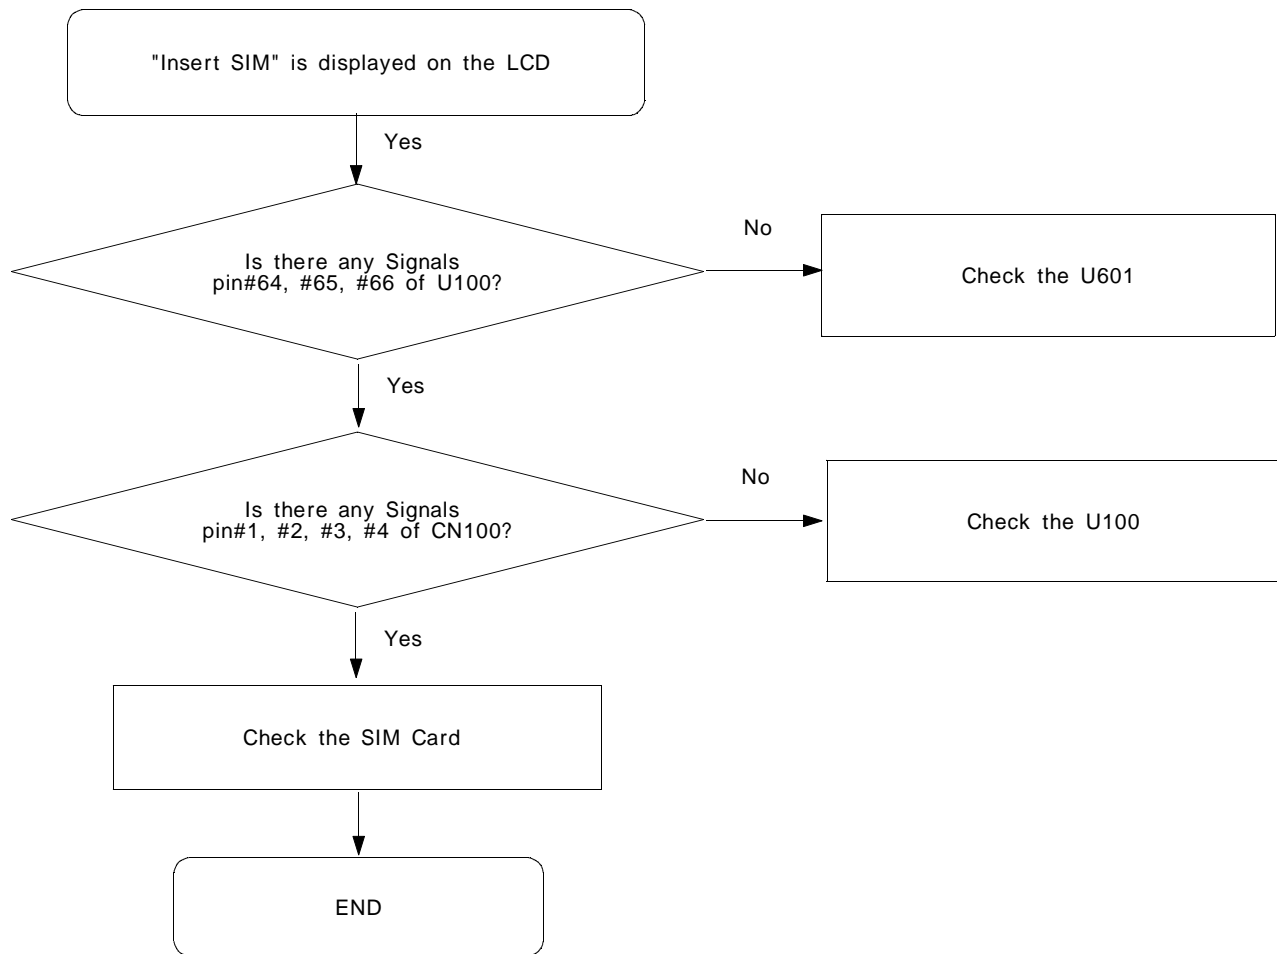 "Insert SIM" is displayed on the LCD
Yes
Is there any Signals
pin#64, #65, #66 of U100?
No
Check the U601
Yes
Is there any Signals
pin#1, #2, #3, #4 of CN100?
No
Check the U100
Yes
Check the SIM Card
END